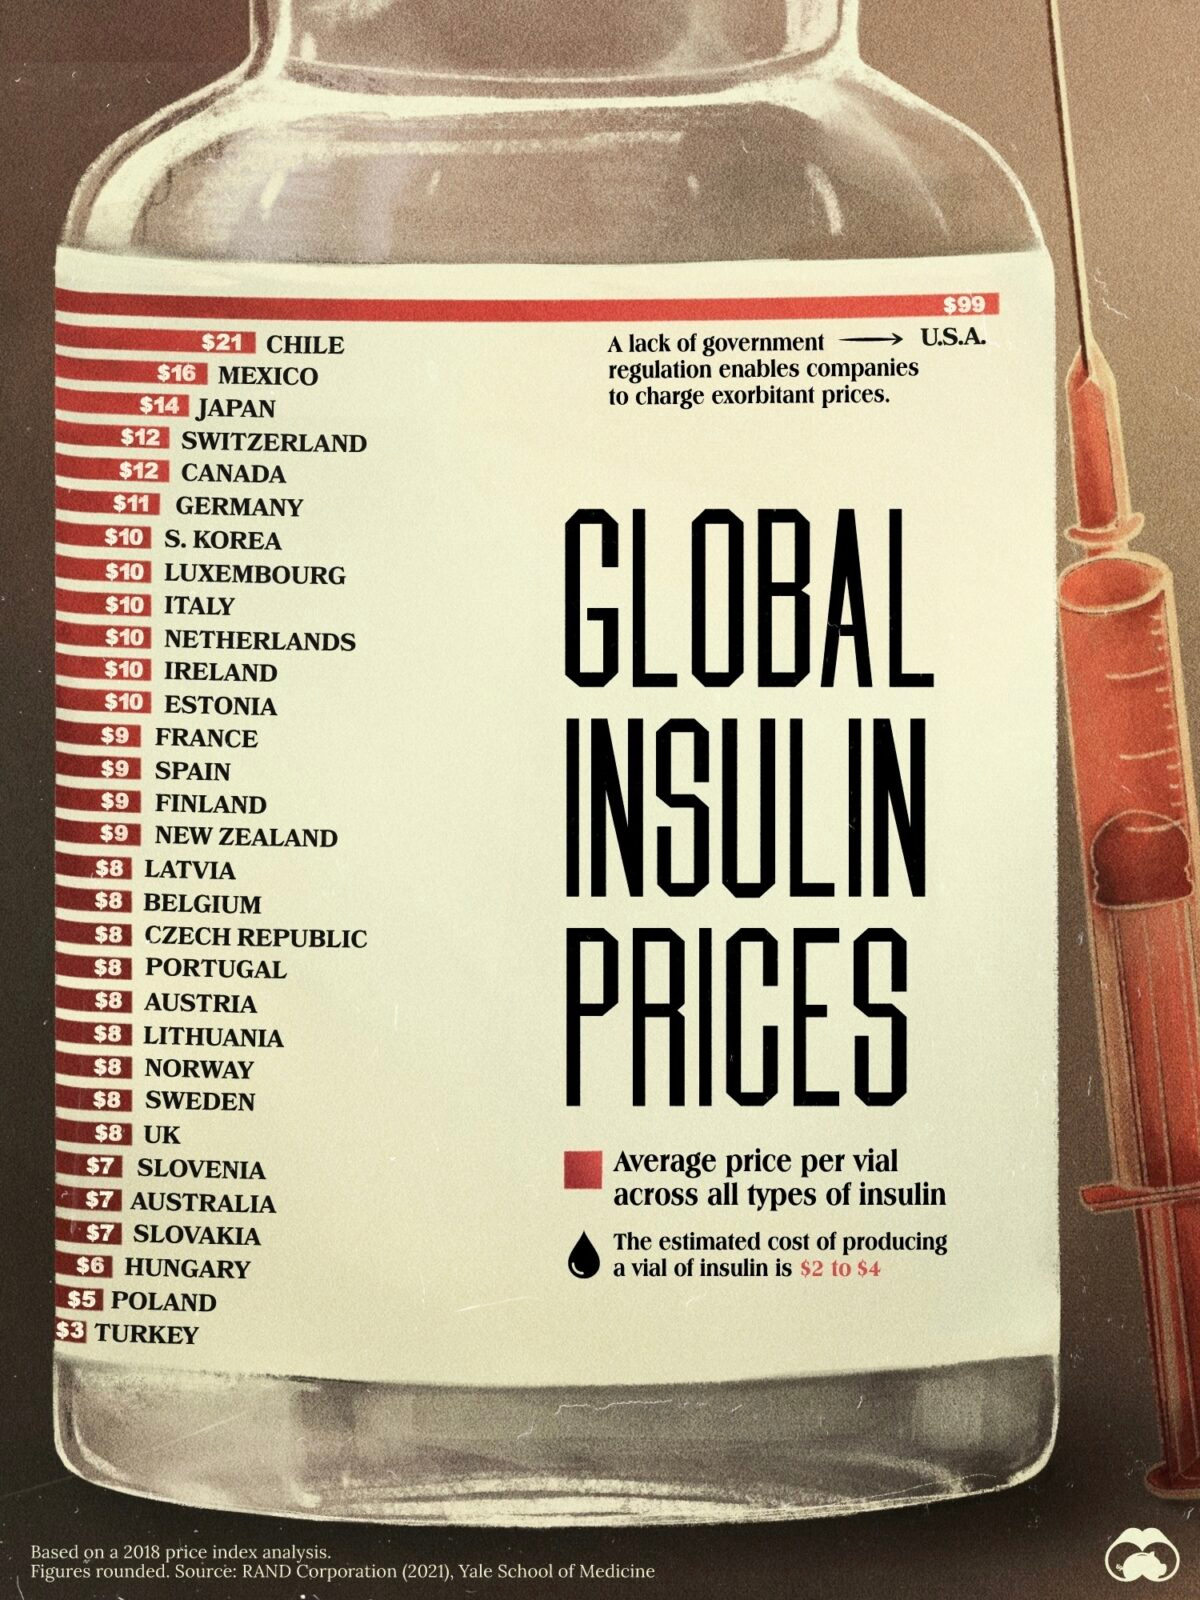 $99
U.S.A.
A lack of government
regulation enables companies
to charge exorbitant prices.
$21 CHILE
$16 MEXICO
$14 JAPAN
$12 SWITZERLAND
$12 CANADA
$11 GERMANY
$10 S. KOREA
$10 LUXEMBOURG
$10 ITALY
$10 NETHERLANDS
$10 IRELAND
$10 ESTONIA
$9 FRANCE
$9 SPAIN
$9 FINLAND
$9 NEW ZEALAND
$8 LATVIA
$8 BELGIUM
$8 CZECH REPUBLIC
$8 PORTUGAL
$8 AUSTRIA
$8 LITHUANIA
$8 NORWAY
$8 SWEDEN
$8 UK
$7 SLOVENIA
$7 AUSTRALIA
$7 SLOVAKIA
$6 HUNGARY
$5 POLAND
$3 TURKEY
GLOBAL
INSULIN
PRICES
Average price per vial
across all types of insulin
The estimated cost of producing
a vial of insulin is $2 to $4
Based on a 2018 price index analysis.
Figures rounded. Source: RAND Corporation (2021), Yale School of Medicine